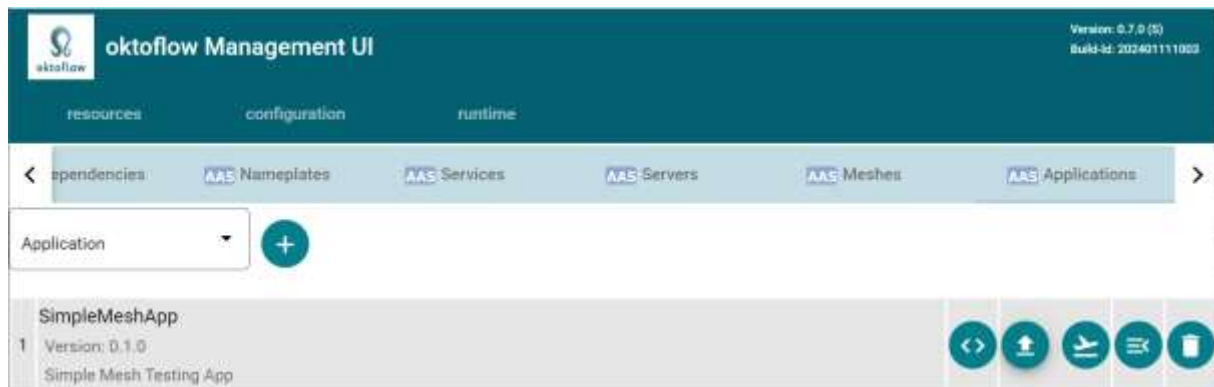 oktoflow
oktoflow Management UI
Version: 0.7.0 (S)
Build-Id: 202401111003
resources configuration runtime
ependencies AAS Nameplates AAS Services AAS Servers AAS Meshes AAS Applications
Application
SimpleMeshApp
1 Version: 0.1.0
Simple Mesh Testing App